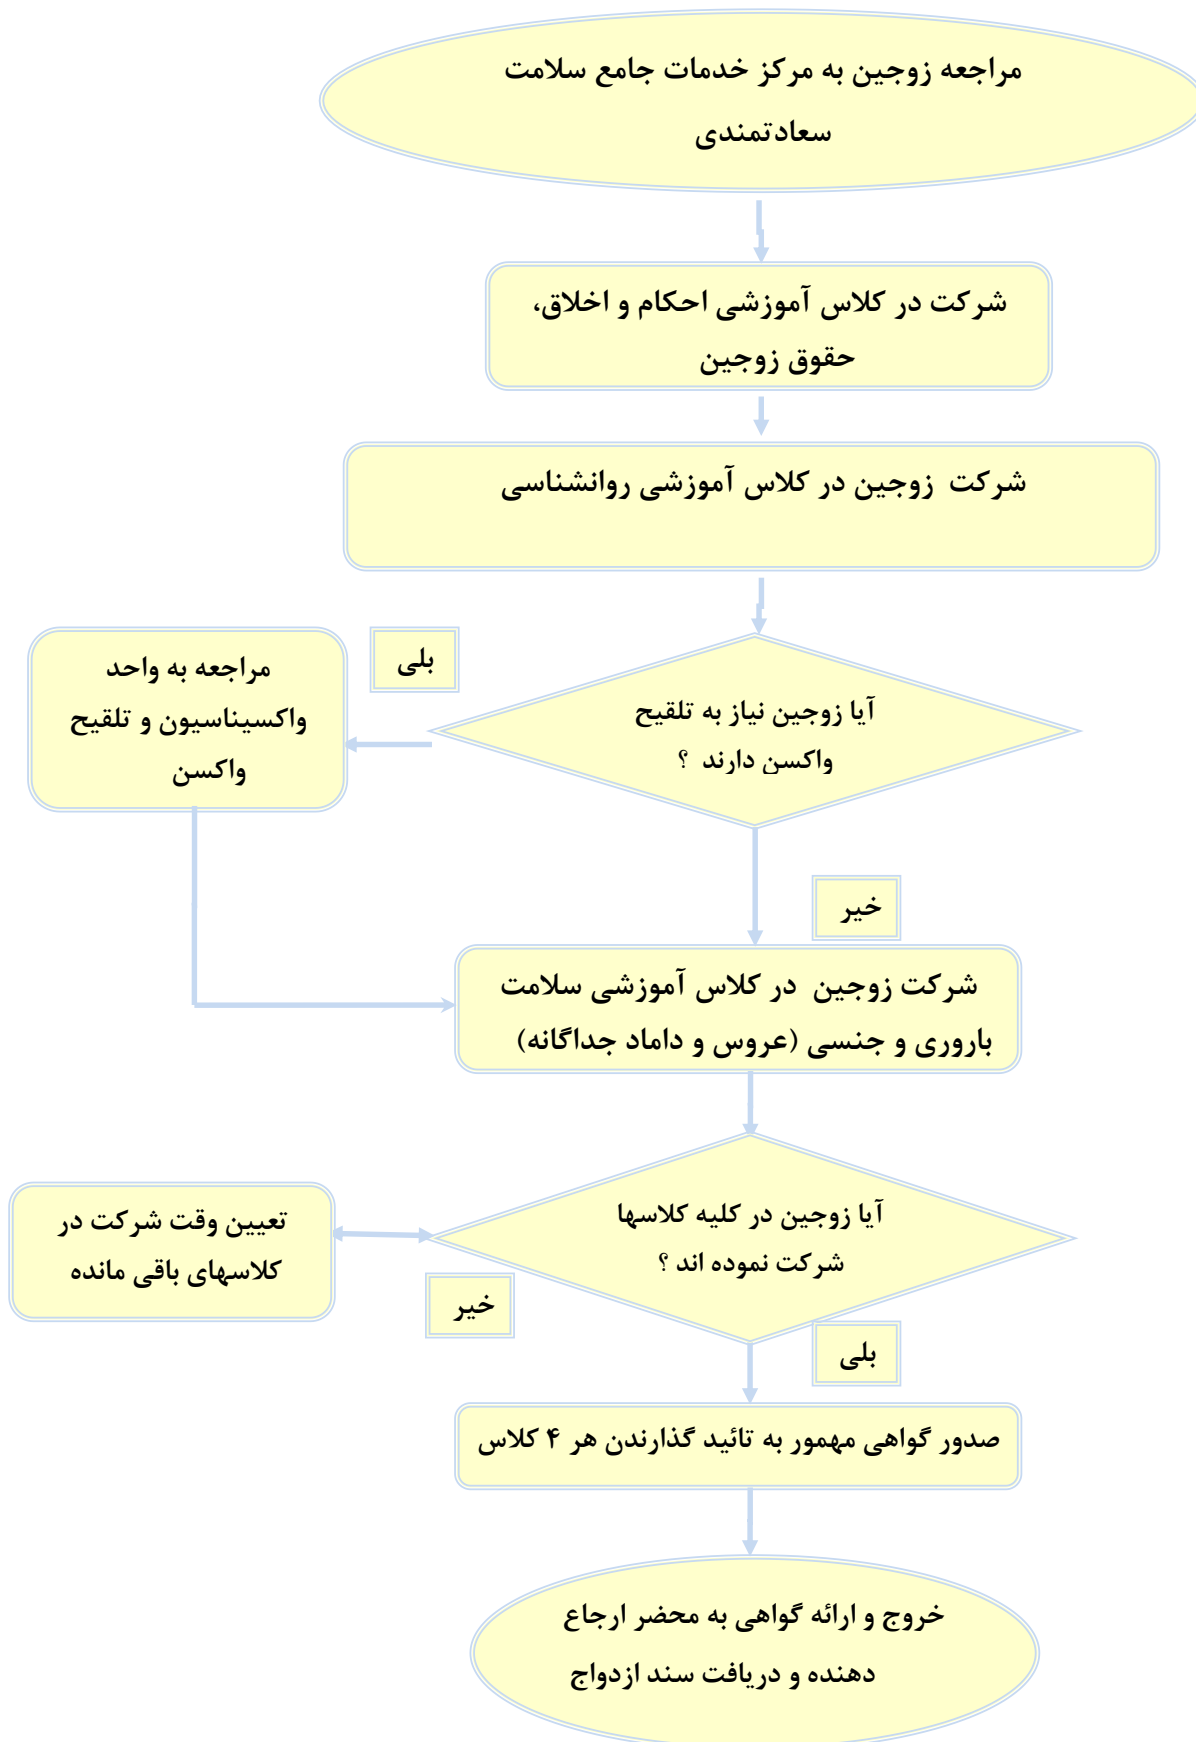 مراجعه زوجین به مرکز خدمات جامع سلامت
سعادتمندی
شرکت در کلاس آموزشی احکام و اخلاق،
حقوق زوجین
شرکت زوجین در کلاس آموزشی روانشناسی
آیا زوجین نیاز به تلقیح
واکسن دارند ؟
بلی
مراجعه به واحد
واکسیناسیون و تلقیح
واکسن
خیر
شرکت زوجین در کلاس آموزشی سلامت
باروری و جنسی (عروس و داماد جداگانه)
آیا زوجین در کلیه کلاسها
شرکت نموده اند ؟
خیر
تعیین وقت شرکت در
کلاسهای باقی مانده
بلی
صدور گواهی مهمور به تائید گذارندن هر ۴ کلاس
خروج و ارائه گواهی به محضر ارجاع
دهنده و دریافت سند ازدواج